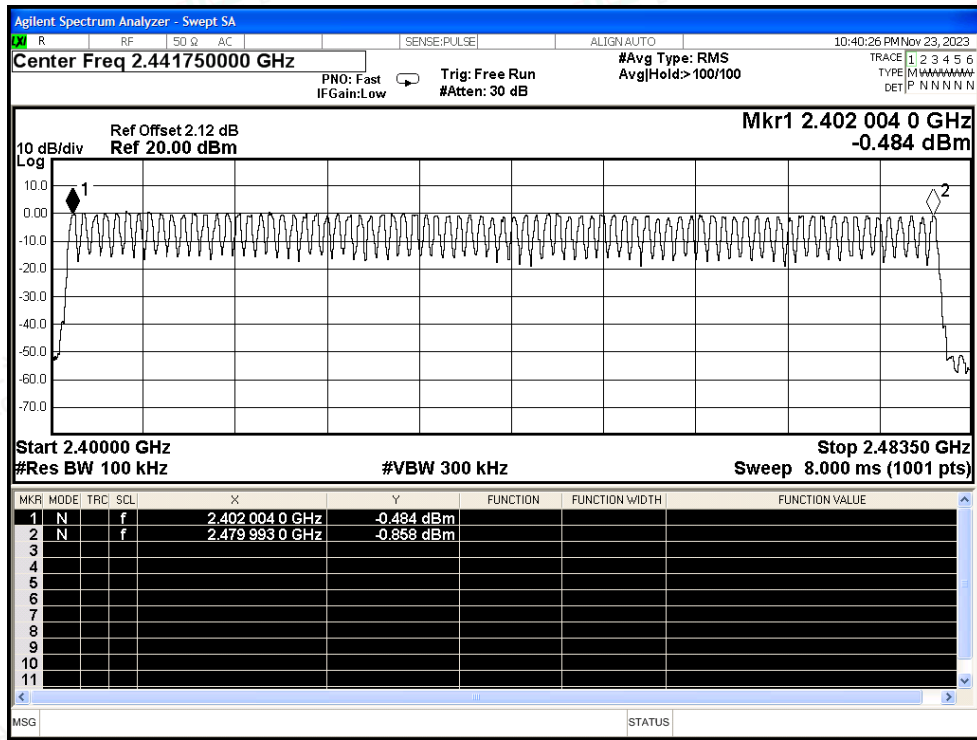 Agilent Spectrum Analyzer - Swept SA
LXI R RF 50 Ω AC SENSE:PULSE ALIGN AUTO 10:40:26 PM Nov 23, 2023
Center Freq 2.441750000 GHz
PNO: Fast
IFGain:Low
Trig: Free Run
#Atten: 30 dB
#Avg Type: RMS
Avg|Hold:>100/100
TRACE 1 2 3 4 5 6
TYPE M WWWWW
DET P N N N N N
Mkr1 2.402 004 0 GHz
-0.484 dBm
10 dB/div
Log
Ref Offset 2.12 dB
Ref 20.00 dBm
1
2
10.0
0.00
-10.0
-20.0
-30.0
-40.0
-50.0
-60.0
-70.0
Start 2.40000 GHz Stop 2.48350 GHz
#Res BW 100 kHz #VBW 300 kHz Sweep 8.000 ms (1001 pts)
MKR MODE TRC SCL X Y FUNCTION FUNCTION WIDTH FUNCTION VALUE
1 N f 2.402 004 0 GHz -0.484 dBm
2 N f 2.479 993 0 GHz -0.858 dBm
3
4
5
6
7
8
9
10
11
MSG STATUS